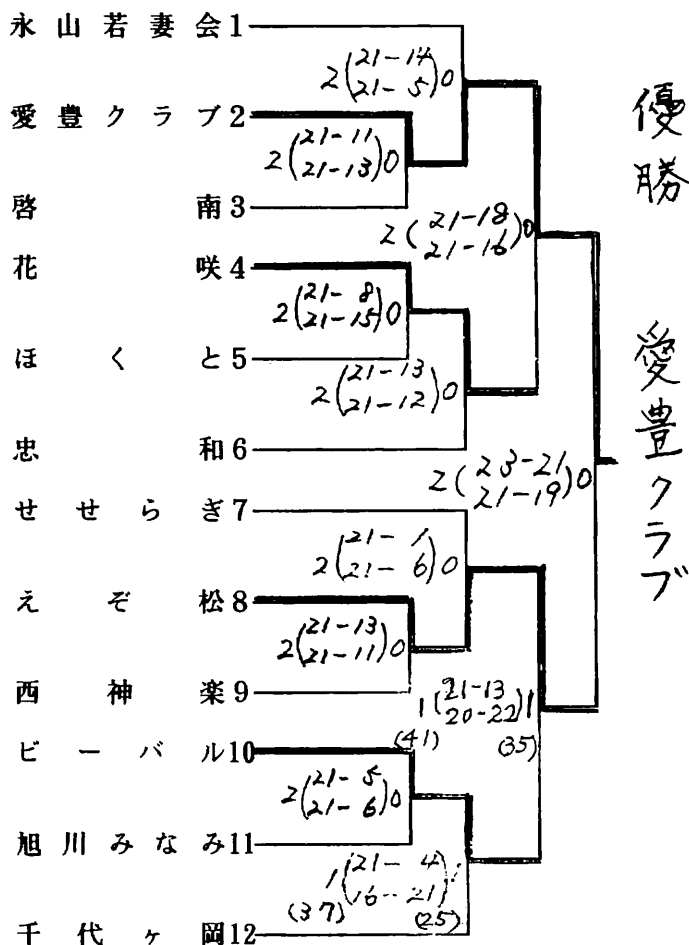 永山若妻会1
2(21-14 21-5)0
愛豊クラブ2
2(21-11 21-13)0
啓南3
2(21-18 21-16)0
花咲4
2(21-8 21-15)0
ほくと5
2(21-13 21-12)0
忠和6
2(23-21 21-19)0
せせらぎ7
2(21-1 21-6)0
えぞ松8
2(21-13 21-11)0
西神楽9
1(21-13 20-22)1
(41) (35)
ビーバル10
2(21-5 21-6)0
旭川みなみ11
1(21-4 16-21)1
(37) (25)
千代ヶ岡12
優勝 愛豊クラブ